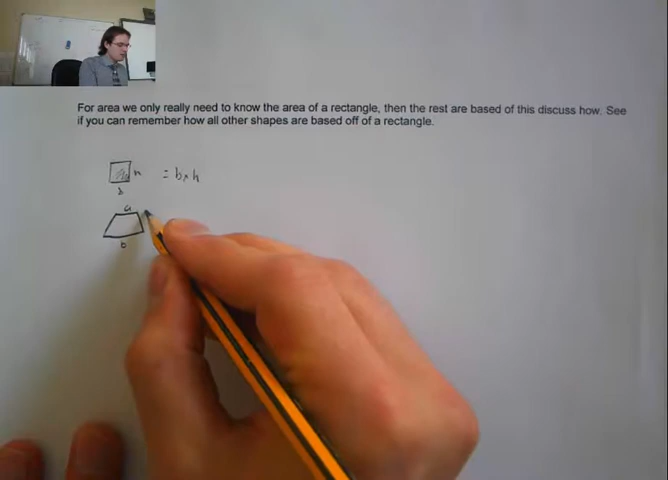 For area we only really need to know the area of a rectangle, then the rest are based of this discuss how. See
if you can remember how all other shapes are based off of a rectangle.
h = b x h
b
a
b